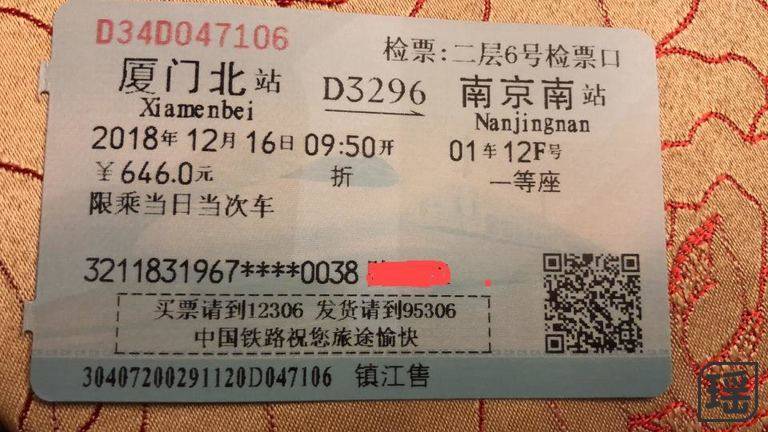 D34D047106
检票:二层6号检票口
厦门北站 D3296 南京南站
Xiamenbei Nanjingnan
2018年12月16日09:50开 01车12F号
￥646.0元 折 一等座
限乘当日当次车
3211831967****0038
买票请到12306 发货请到95306
中国铁路祝您旅途愉快
30407200291120D047106 镇江售
瑶